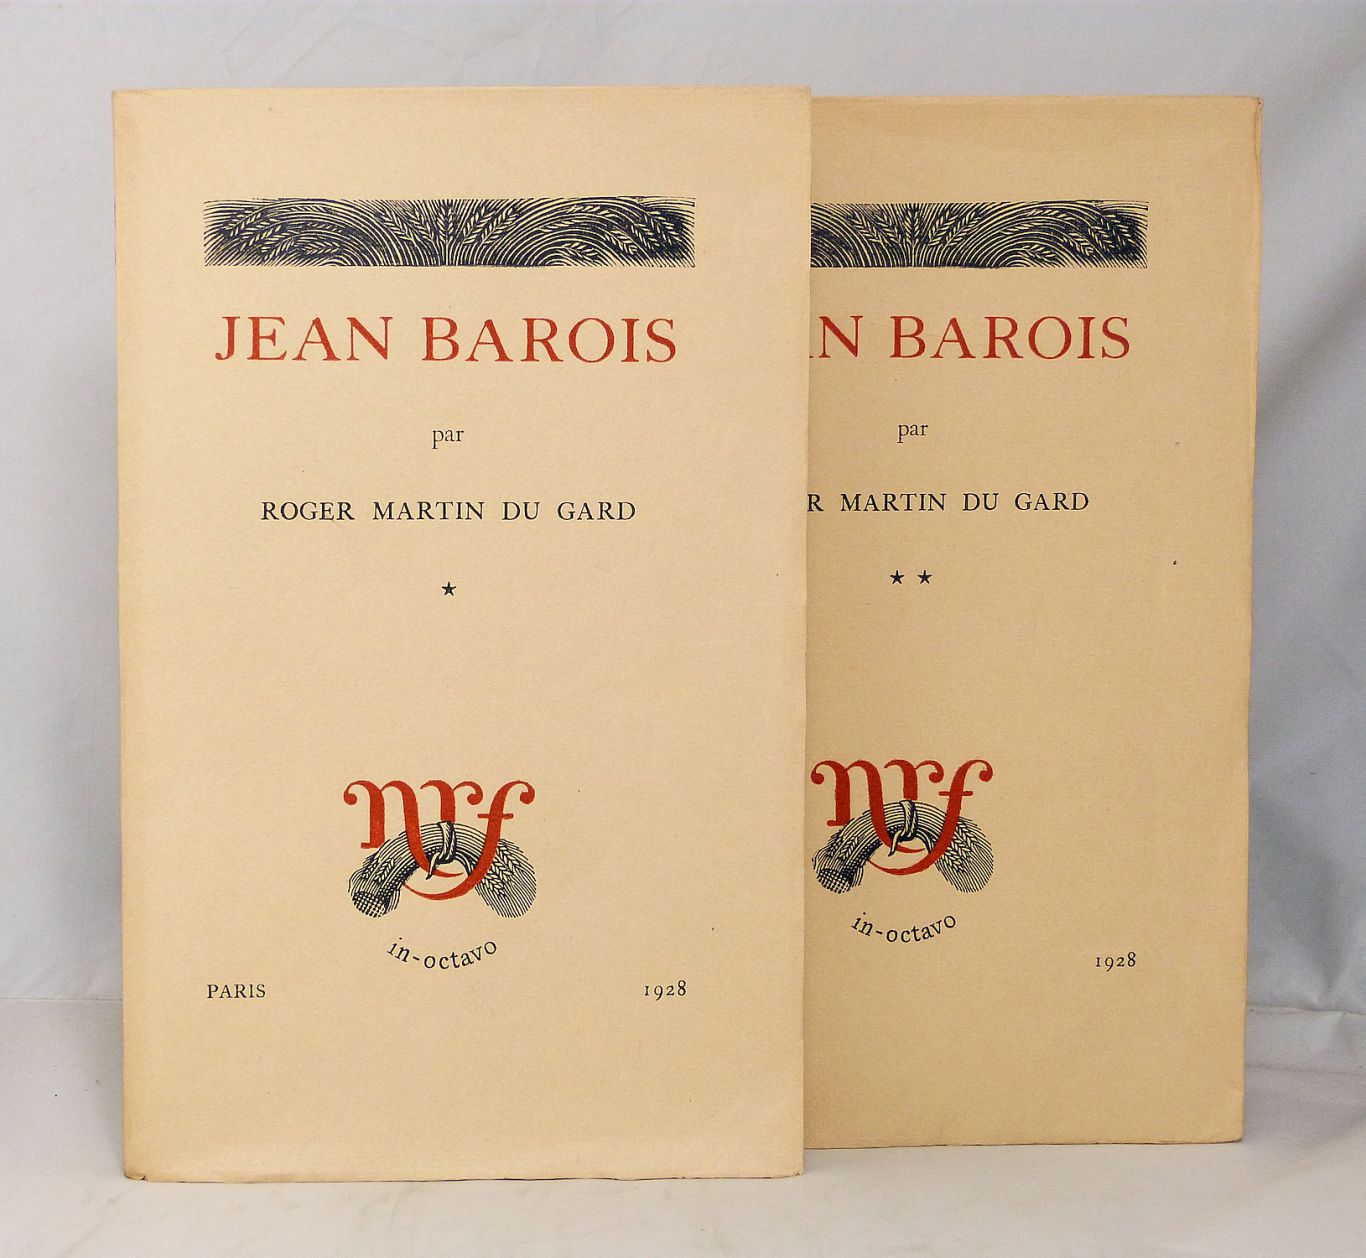 JEAN BAROIS
par
ROGER MARTIN DU GARD
★
nrf
in-octavo
PARIS 1928
N BAROIS
par
R MARTIN DU GARD
★ ★
nrf
in-octavo
1928